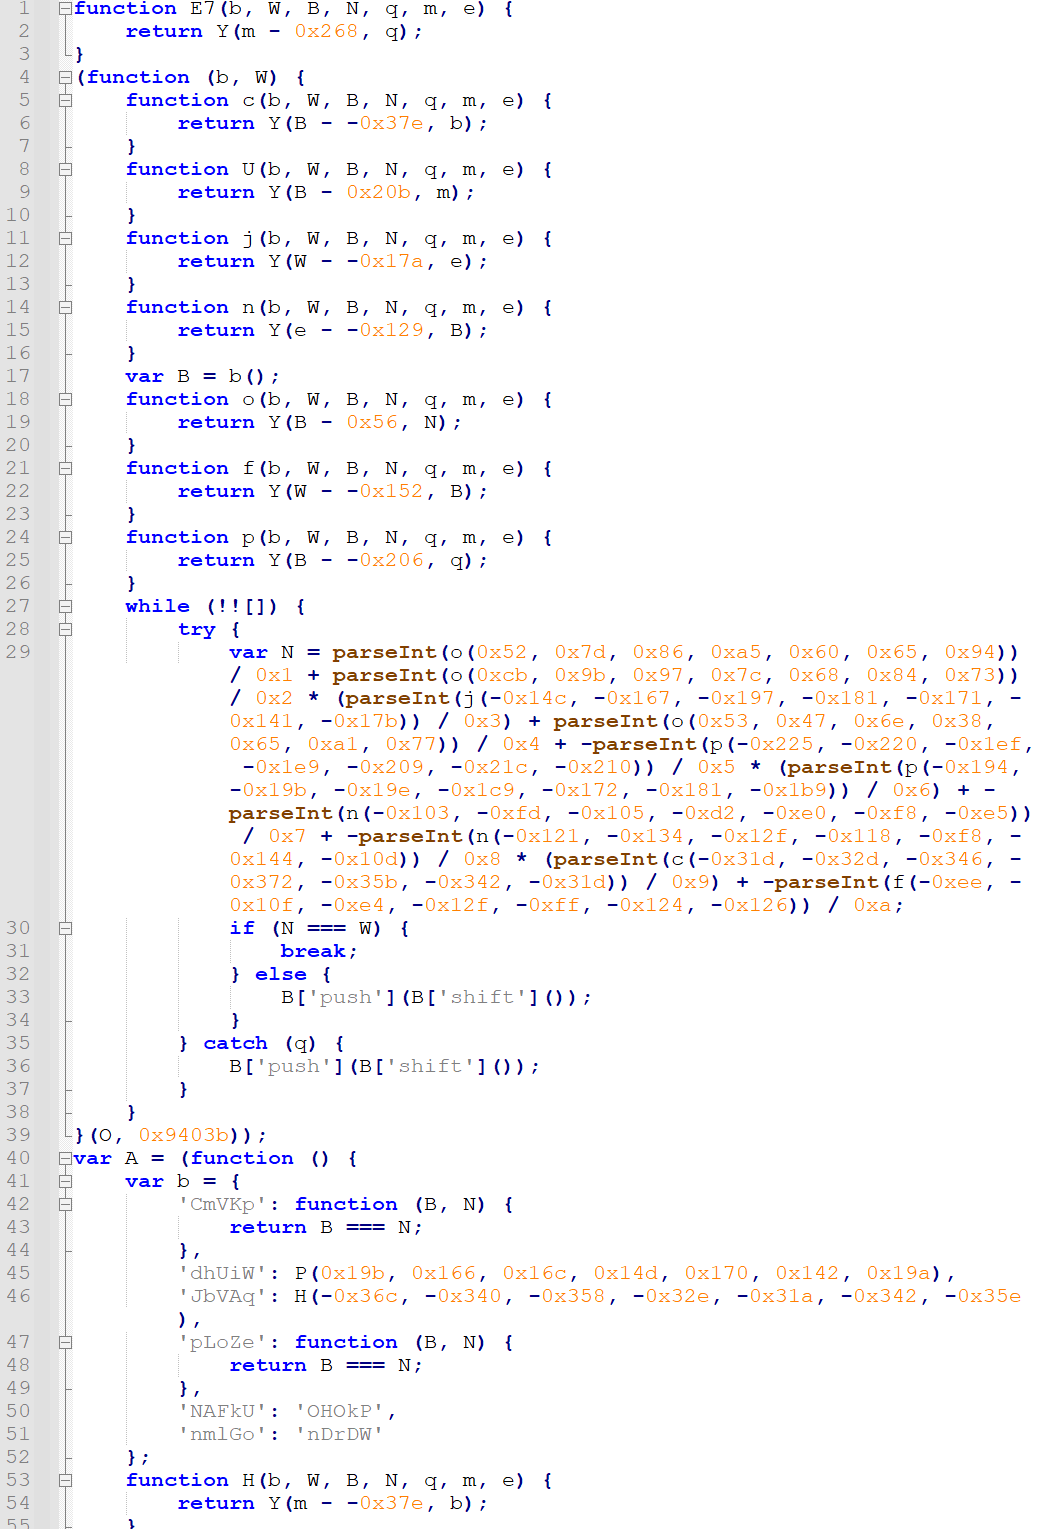 1 function E7(b, W, B, N, q, m, e) {
2 return Y(m - 0x268, q);
3 }
4 (function (b, W) {
5 function c(b, W, B, N, q, m, e) {
6 return Y(B - -0x37e, b);
7 }
8 function U(b, W, B, N, q, m, e) {
9 return Y(B - 0x20b, m);
10 }
11 function j(b, W, B, N, q, m, e) {
12 return Y(W - -0x17a, e);
13 }
14 function n(b, W, B, N, q, m, e) {
15 return Y(e - -0x129, B);
16 }
17 var B = b();
18 function o(b, W, B, N, q, m, e) {
19 return Y(B - 0x56, N);
20 }
21 function f(b, W, B, N, q, m, e) {
22 return Y(W - -0x152, B);
23 }
24 function p(b, W, B, N, q, m, e) {
25 return Y(B - -0x206, q);
26 }
27 while (!![]) {
28 try {
29 var N = parseInt(o(0x52, 0x7d, 0x86, 0xa5, 0x60, 0x65, 0x94))
/ 0x1 + parseInt(o(0xcb, 0x9b, 0x97, 0x7c, 0x68, 0x84, 0x73))
/ 0x2 * (parseInt(j(-0x14c, -0x167, -0x197, -0x181, -0x171, -
0x141, -0x17b)) / 0x3) + parseInt(o(0x53, 0x47, 0x6e, 0x38,
0x65, 0xa1, 0x77)) / 0x4 + -parseInt(p(-0x225, -0x220, -0x1ef,
-0x1e9, -0x209, -0x21c, -0x210)) / 0x5 * (parseInt(p(-0x194,
-0x19b, -0x19e, -0x1c9, -0x172, -0x181, -0x1b9)) / 0x6) + -
parseInt(n(-0x103, -0xfd, -0x105, -0xd2, -0xe0, -0xf8, -0xe5))
/ 0x7 + -parseInt(n(-0x121, -0x134, -0x12f, -0x118, -0xf8, -
0x144, -0x10d)) / 0x8 * (parseInt(c(-0x31d, -0x32d, -0x346, -
0x372, -0x35b, -0x342, -0x31d)) / 0x9) + -parseInt(f(-0xee, -
0x10f, -0xe4, -0x12f, -0xff, -0x124, -0x126)) / 0xa;
30 if (N === W) {
31 break;
32 } else {
33 B['push'](B['shift']());
34 }
35 } catch (q) {
36 B['push'](B['shift']());
37 }
38 }
39 }(O, 0x9403b));
40 var A = (function () {
41 var b = {
42 'CmVKp': function (B, N) {
43 return B === N;
44 },
45 'dhUiW': P(0x19b, 0x166, 0x16c, 0x14d, 0x170, 0x142, 0x19a),
46 'JbVAq': H(-0x36c, -0x340, -0x358, -0x32e, -0x31a, -0x342, -0x35e
),
47 'pLoZe': function (B, N) {
48 return B === N;
49 },
50 'NAFkU': 'OHOkP',
51 'nmlGo': 'nDrDW'
52 };
53 function H(b, W, B, N, q, m, e) {
54 return Y(m - -0x37e, b);
55 }